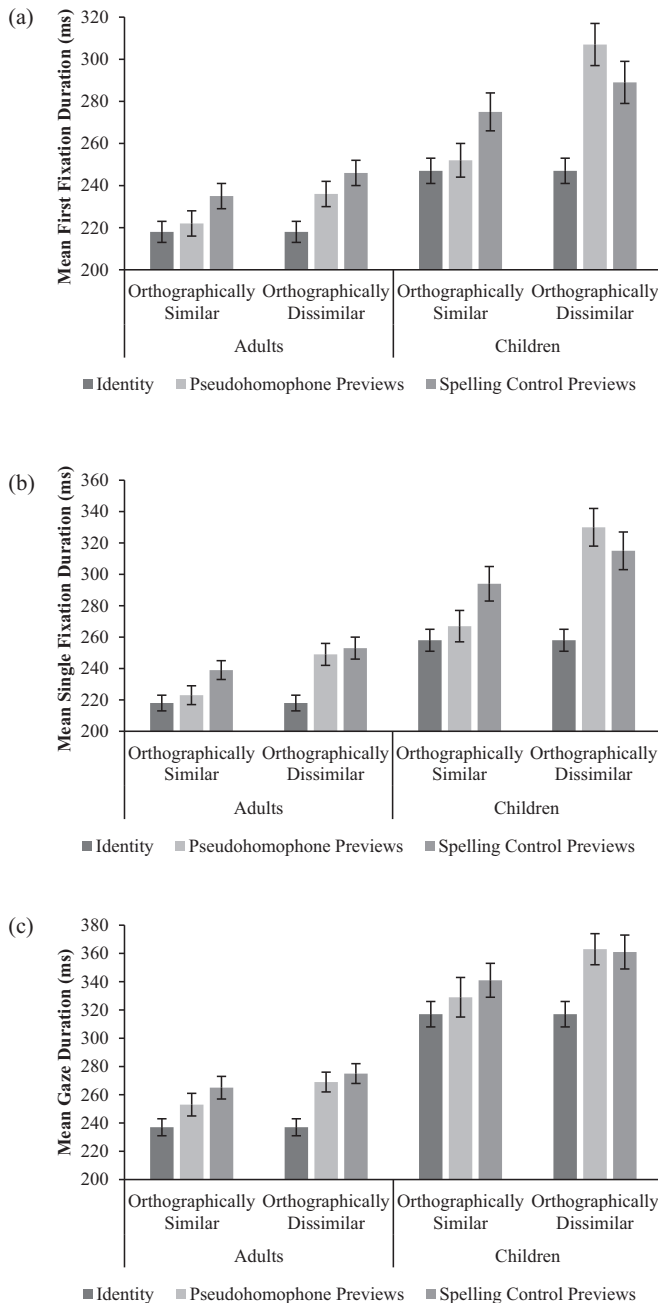 (a)
Mean First Fixation Duration (ms)
320
300
280
260
240
220
200
Orthographically Orthographically Orthographically Orthographically
Similar Dissimilar Similar Dissimilar
Adults Children
Identity Pseudohomophone Previews Spelling Control Previews
(b)
Mean Single Fixation Duration (ms)
360
340
320
300
280
260
240
220
200
Orthographically Orthographically Orthographically Orthographically
Similar Dissimilar Similar Dissimilar
Adults Children
Identity Pseudohomophone Previews Spelling Control Previews
(c)
Mean Gaze Duration (ms)
380
360
340
320
300
280
260
240
220
200
Orthographically Orthographically Orthographically Orthographically
Similar Dissimilar Similar Dissimilar
Adults Children
Identity Pseudohomophone Previews Spelling Control Previews